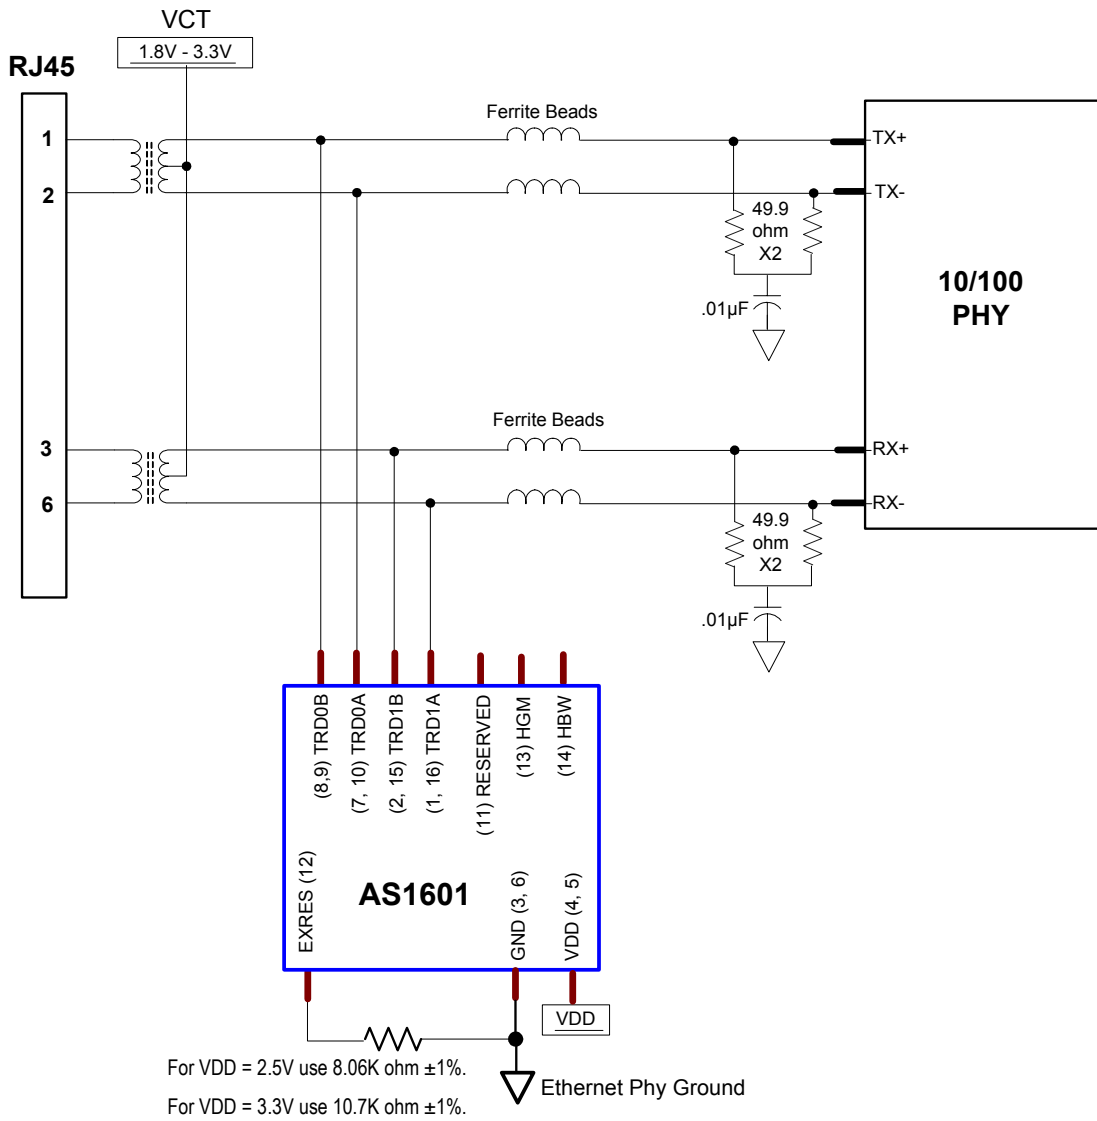 VCT
1.8V - 3.3V
RJ45
1
2
3
6
Ferrite Beads
TX+
TX-
49.9
ohm
X2
.01µF
10/100
PHY
Ferrite Beads
RX+
RX-
49.9
ohm
X2
.01µF
(8,9) TRD0B
(7, 10) TRD0A
(2, 15) TRD1B
(1, 16) TRD1A
(11) RESERVED
(13) HGM
(14) HBW
EXRES (12)
AS1601
GND (3, 6)
VDD (4, 5)
VDD
For VDD = 2.5V use 8.06K ohm ±1%.
For VDD = 3.3V use 10.7K ohm ±1%.
Ethernet Phy Ground